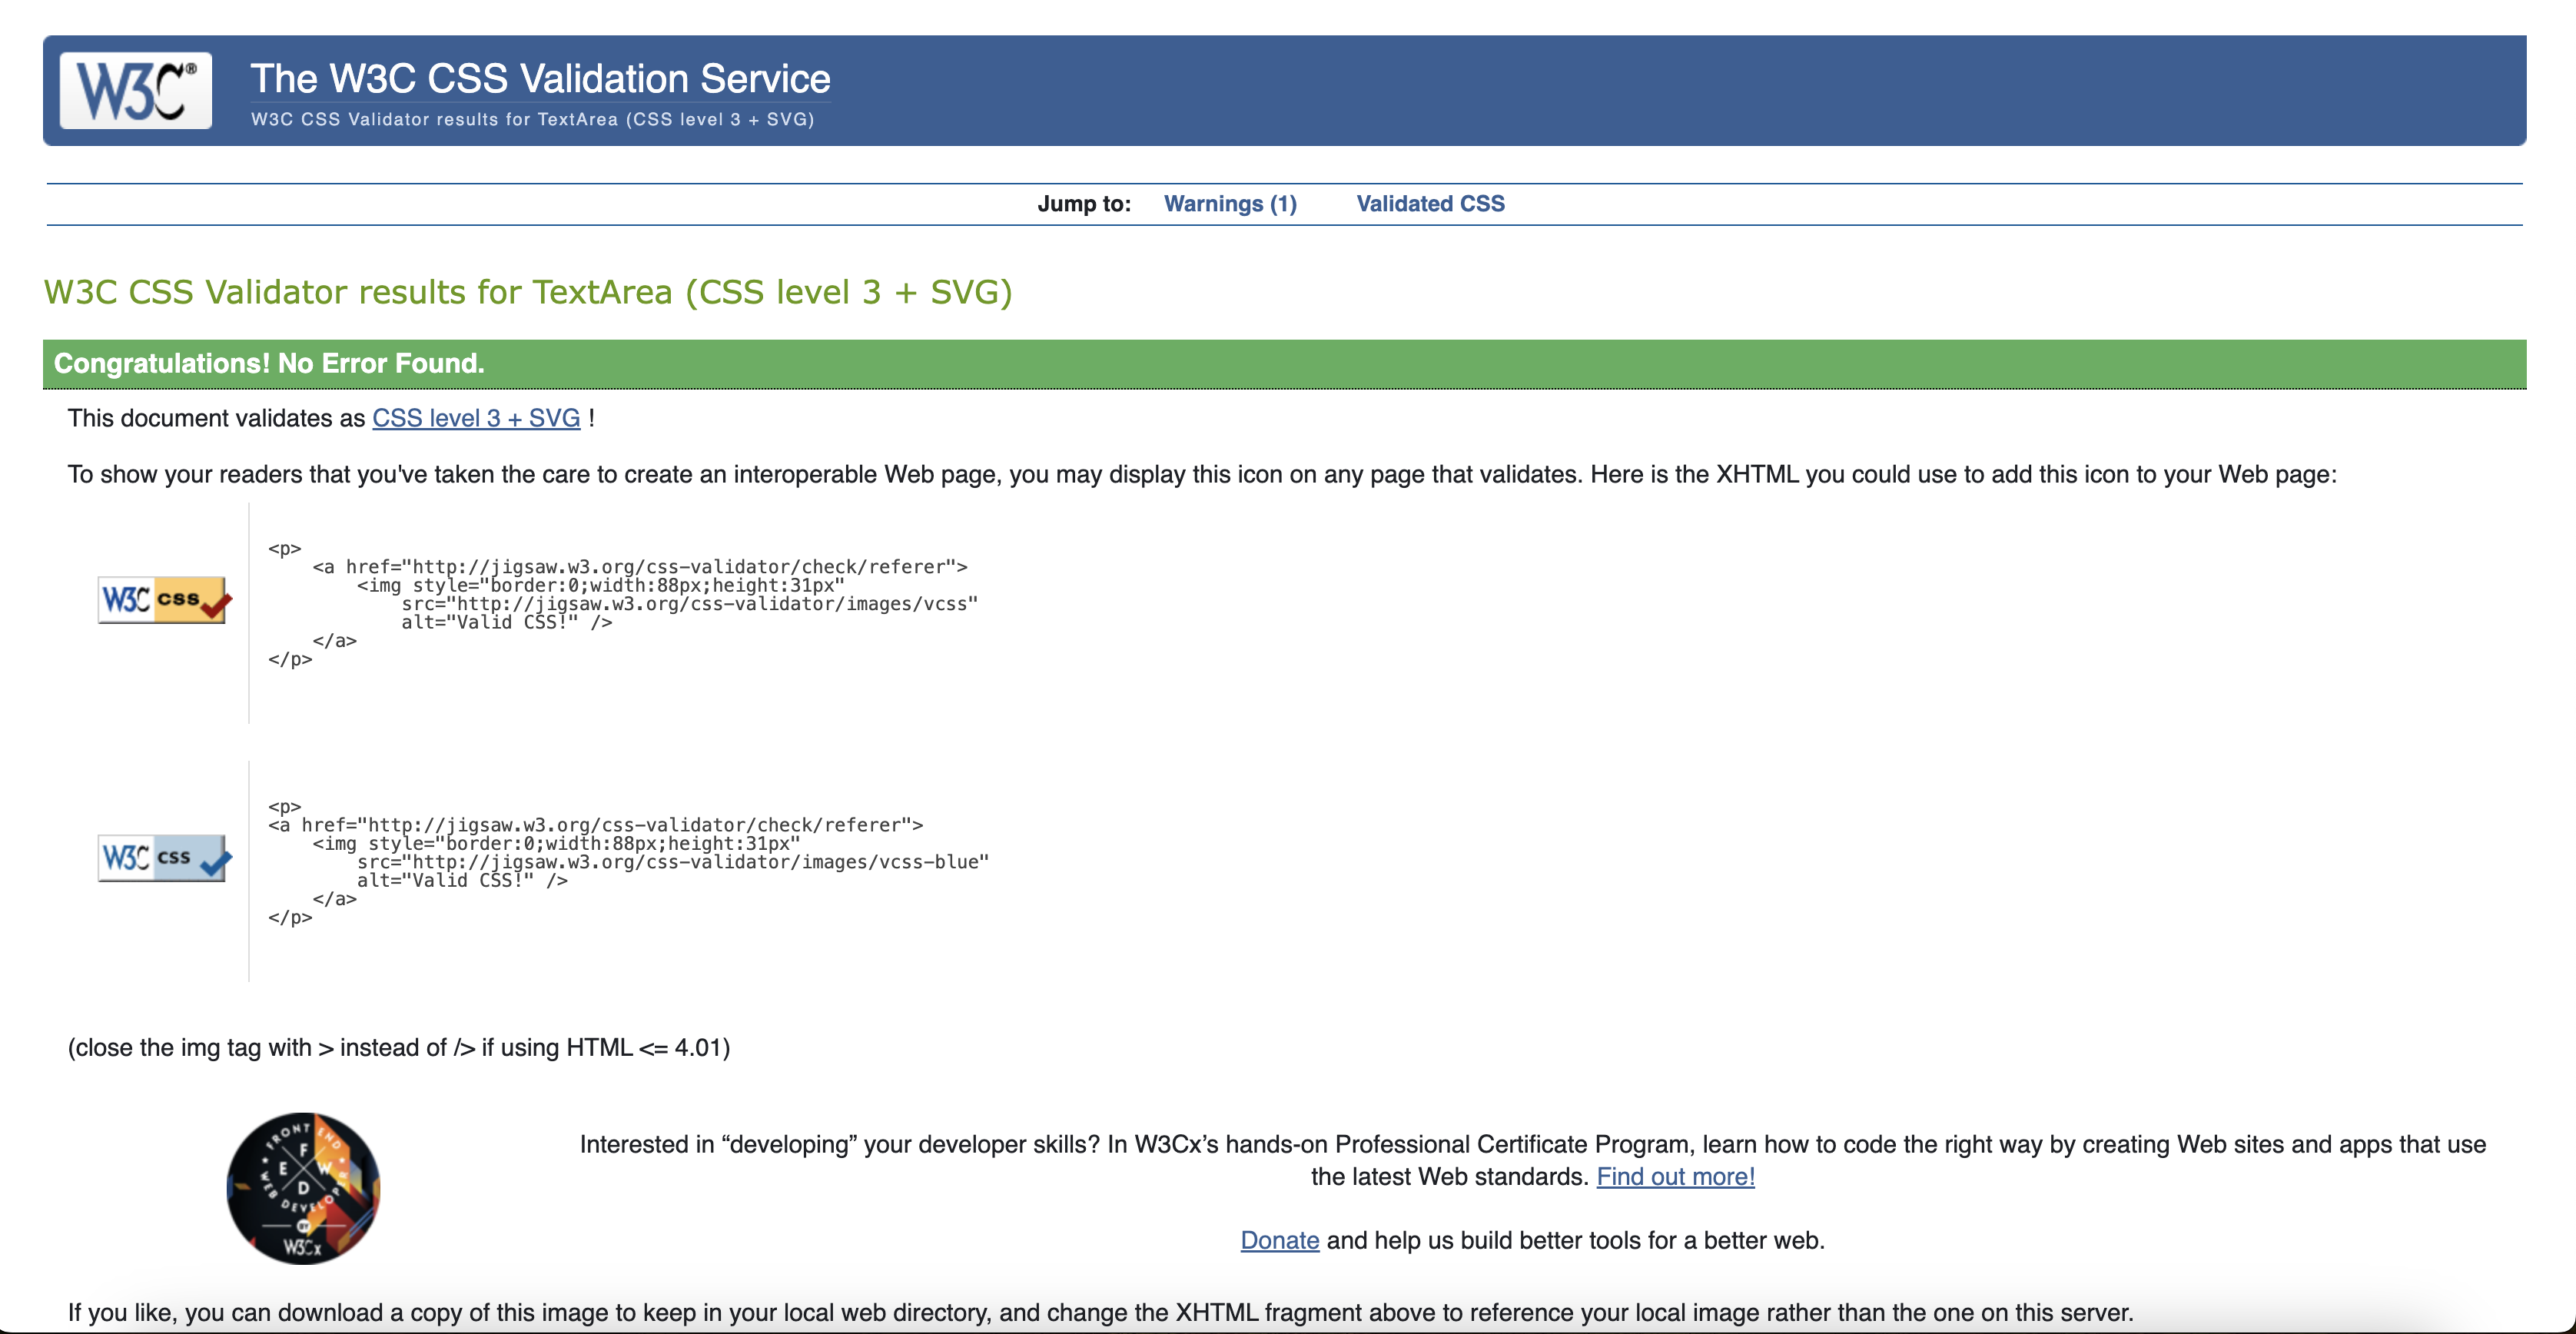 W3C®
The W3C CSS Validation Service
W3C CSS Validator results for TextArea (CSS level 3 + SVG)
Jump to: Warnings (1) Validated CSS
W3C CSS Validator results for TextArea (CSS level 3 + SVG)
Congratulations! No Error Found.
This document validates as CSS level 3 + SVG !
To show your readers that you've taken the care to create an interoperable Web page, you may display this icon on any page that validates. Here is the XHTML you could use to add this icon to your Web page:
W3C css
<p>
    <a href="http://jigsaw.w3.org/css-validator/check/referer">
        <img style="border:0;width:88px;height:31px"
            src="http://jigsaw.w3.org/css-validator/images/vcss"
            alt="Valid CSS!" />
    </a>
</p>
W3C css
<p>
<a href="http://jigsaw.w3.org/css-validator/check/referer">
    <img style="border:0;width:88px;height:31px"
        src="http://jigsaw.w3.org/css-validator/images/vcss-blue"
        alt="Valid CSS!" />
    </a>
</p>
(close the img tag with > instead of /> if using HTML <= 4.01)
FRONT END
F
E W
D
WEB DEVELOPER
BY
W3Cx
Interested in “developing” your developer skills? In W3Cx’s hands-on Professional Certificate Program, learn how to code the right way by creating Web sites and apps that use
the latest Web standards. Find out more!
Donate and help us build better tools for a better web.
If you like, you can download a copy of this image to keep in your local web directory, and change the XHTML fragment above to reference your local image rather than the one on this server.